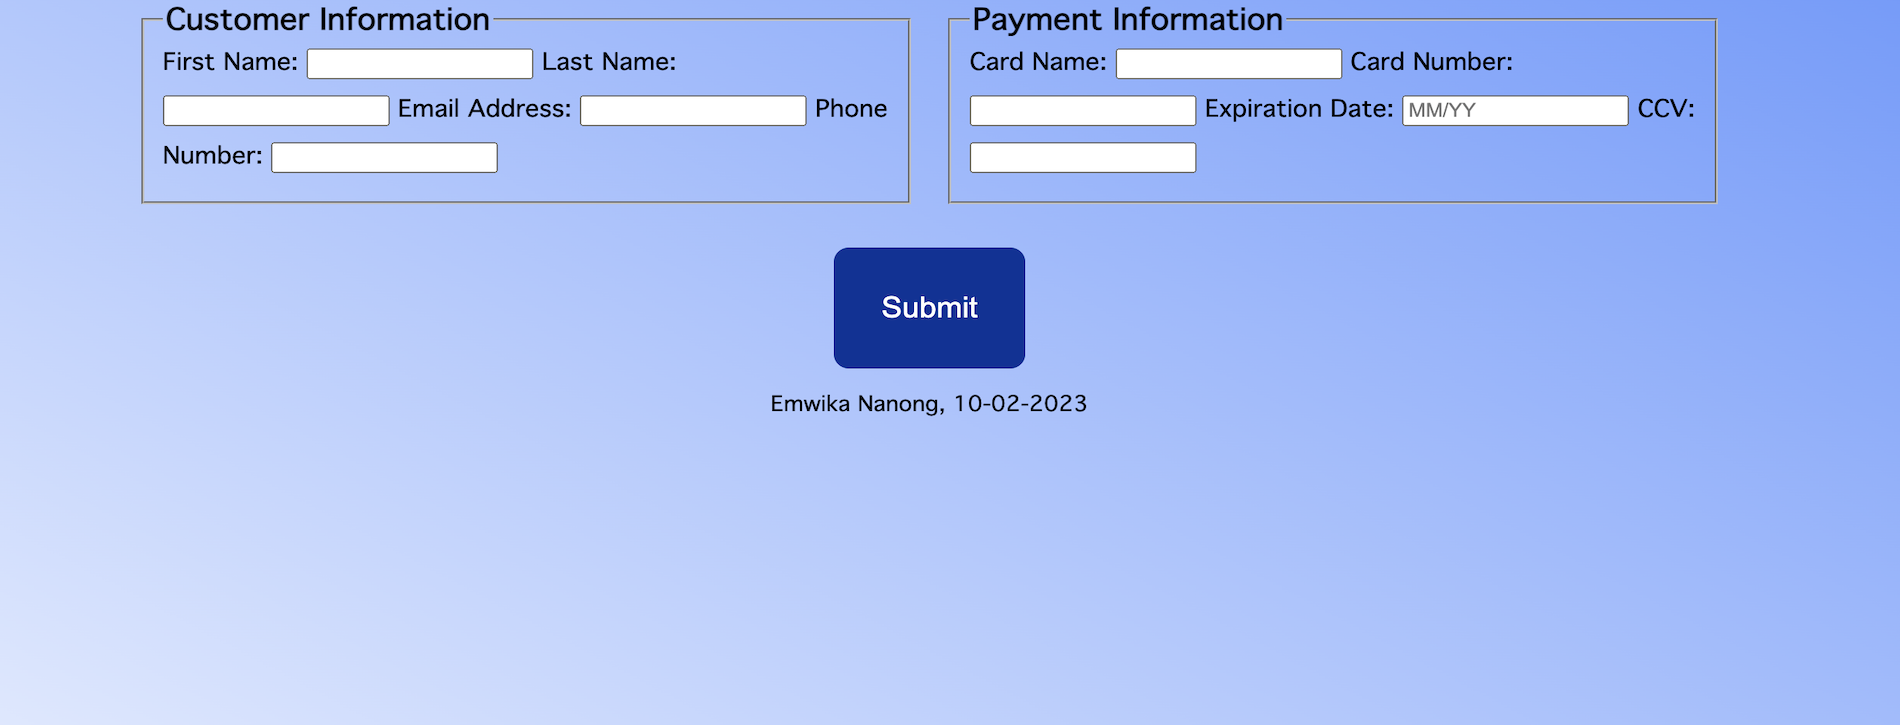 Customer Information
First Name: Last Name:
Email Address: Phone
Number:
Payment Information
Card Name: Card Number:
Expiration Date: MM/YY CCV:
Submit
Emwika Nanong, 10-02-2023